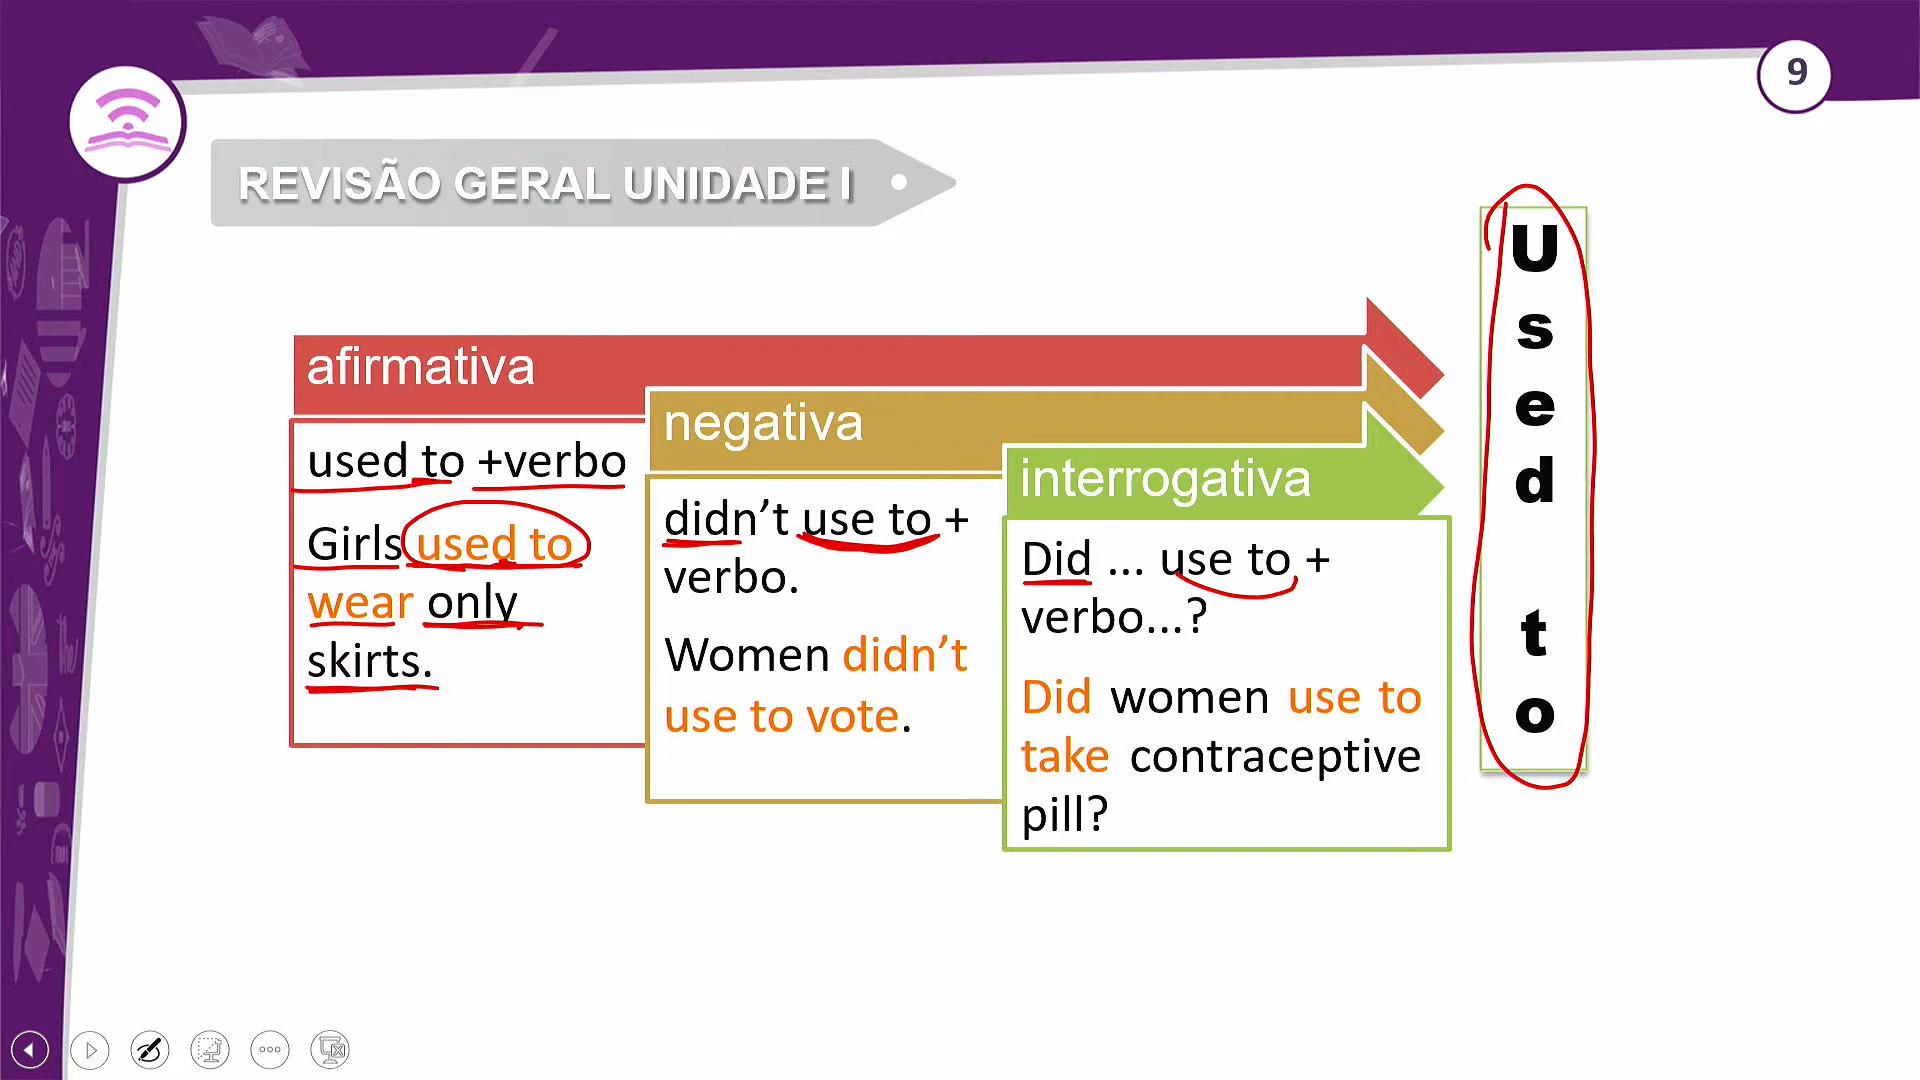 9
REVISÃO GERAL UNIDADE I
afirmativa
used to +verbo
Girls used to
wear only
skirts.
negativa
didn’t use to +
verbo.
Women didn’t
use to vote.
interrogativa
Did ... use to +
verbo...?
Did women use to
take contraceptive
pill?
U
s
e
d
t
o